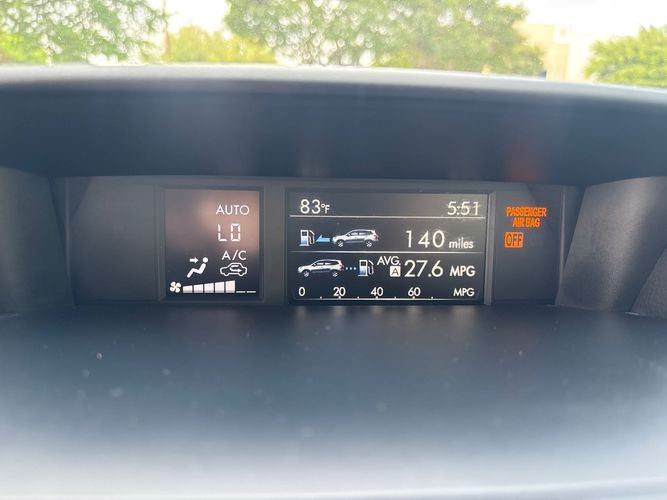 AUTO
LO
A/C
83°F 5:51
140 miles
AVG.
A 27.6 MPG
0 20 40 60 MPG
PASSENGER
AIR BAG
OFF